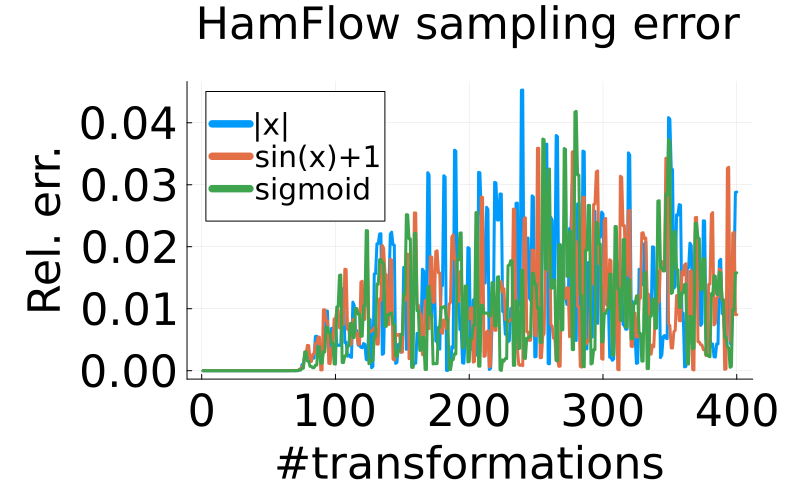 HamFlow sampling error
Rel. err.
0.04
0.03
0.02
0.01
0.00
|x|
sin(x)+1
sigmoid
0 100 200 300 400
#transformations